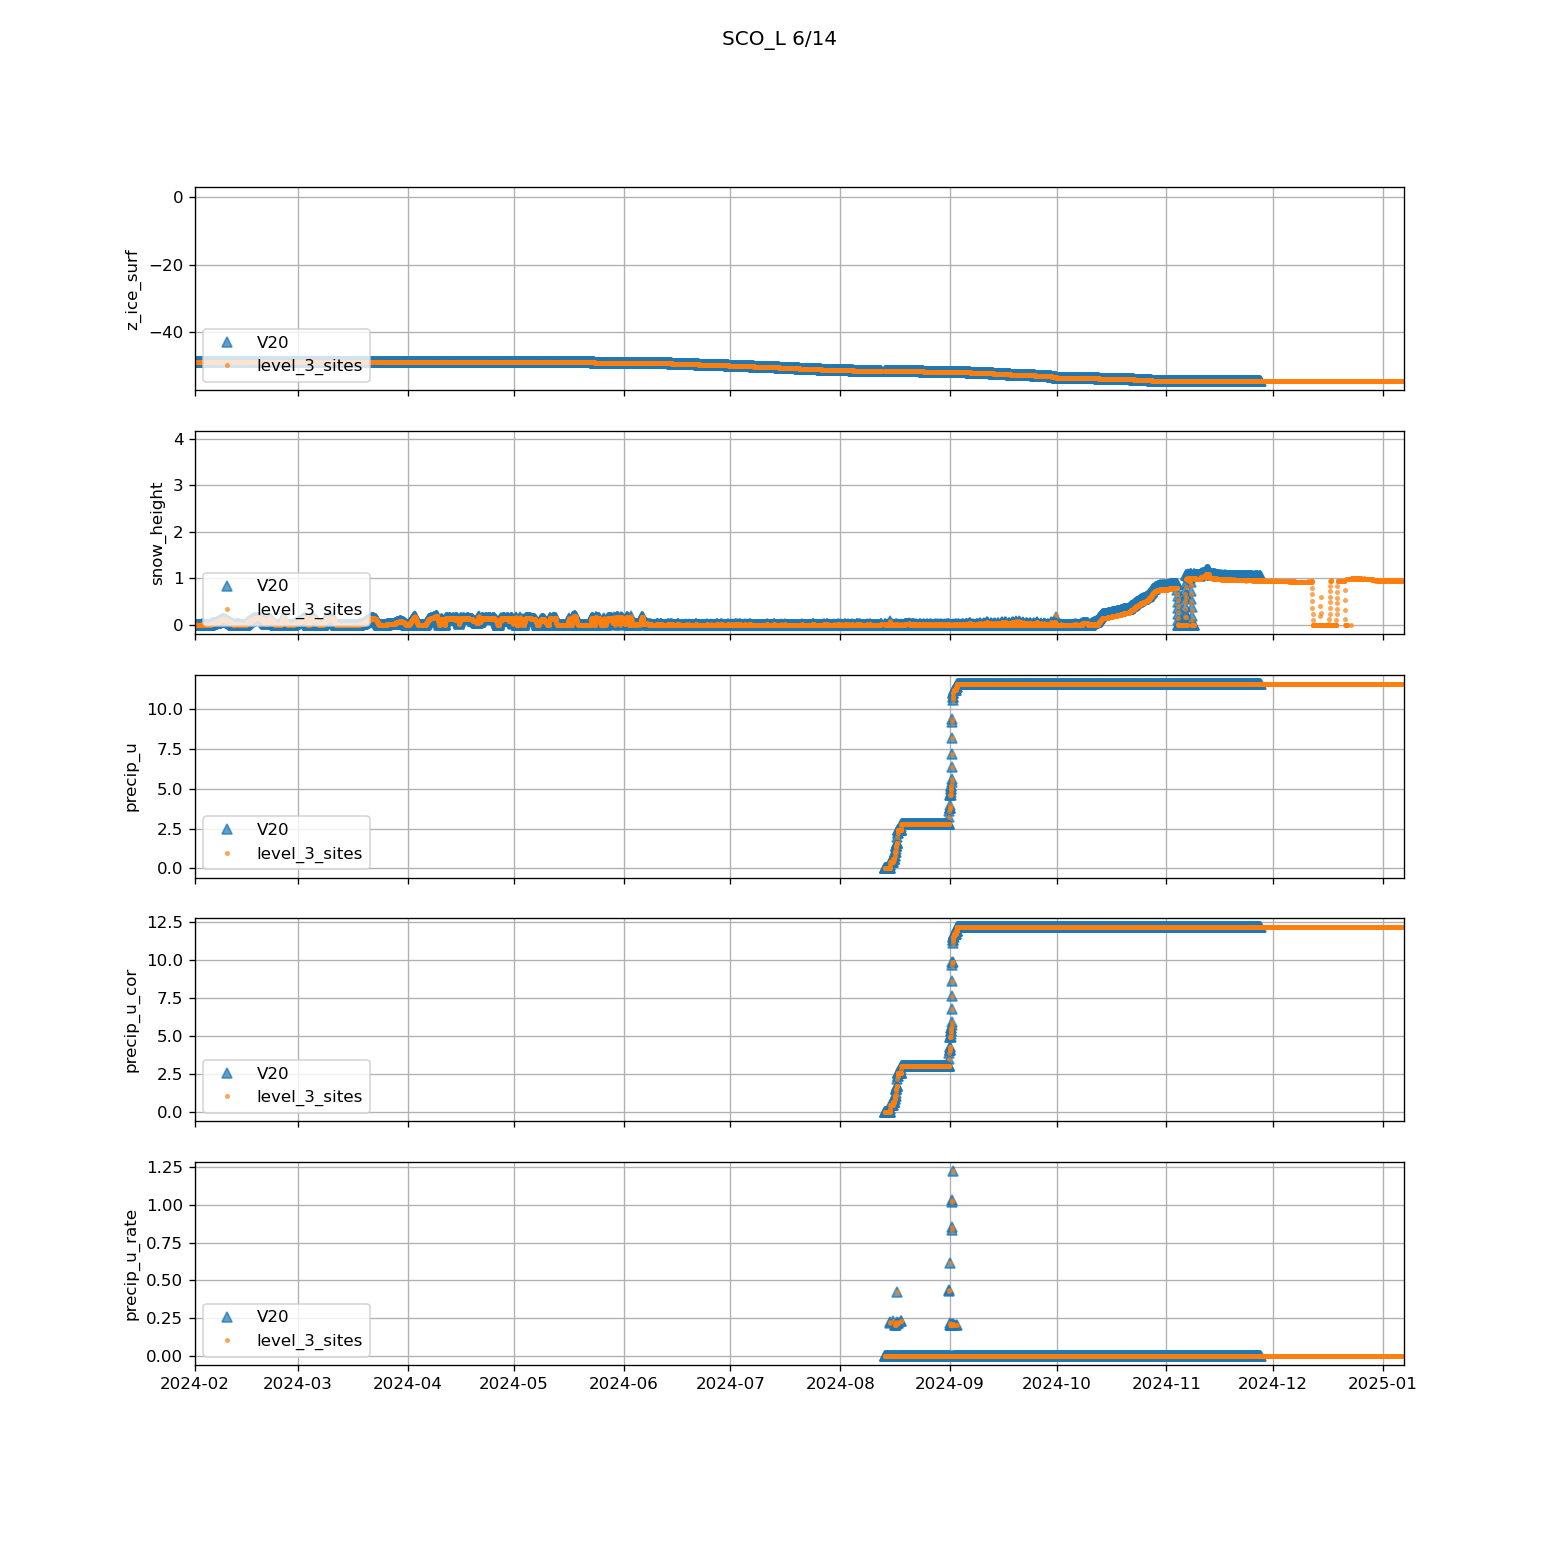 SCO_L 6/14
z_ice_surf
0
−20
−40
V20
level_3_sites
snow_height
4
3
2
1
0
V20
level_3_sites
precip_u
10.0
7.5
5.0
2.5
0.0
V20
level_3_sites
precip_u_cor
12.5
10.0
7.5
5.0
2.5
0.0
V20
level_3_sites
precip_u_rate
1.25
1.00
0.75
0.50
0.25
0.00
V20
level_3_sites
2024-02 2024-03 2024-04 2024-05 2024-06 2024-07 2024-08 2024-09 2024-10 2024-11 2024-12 2025-01